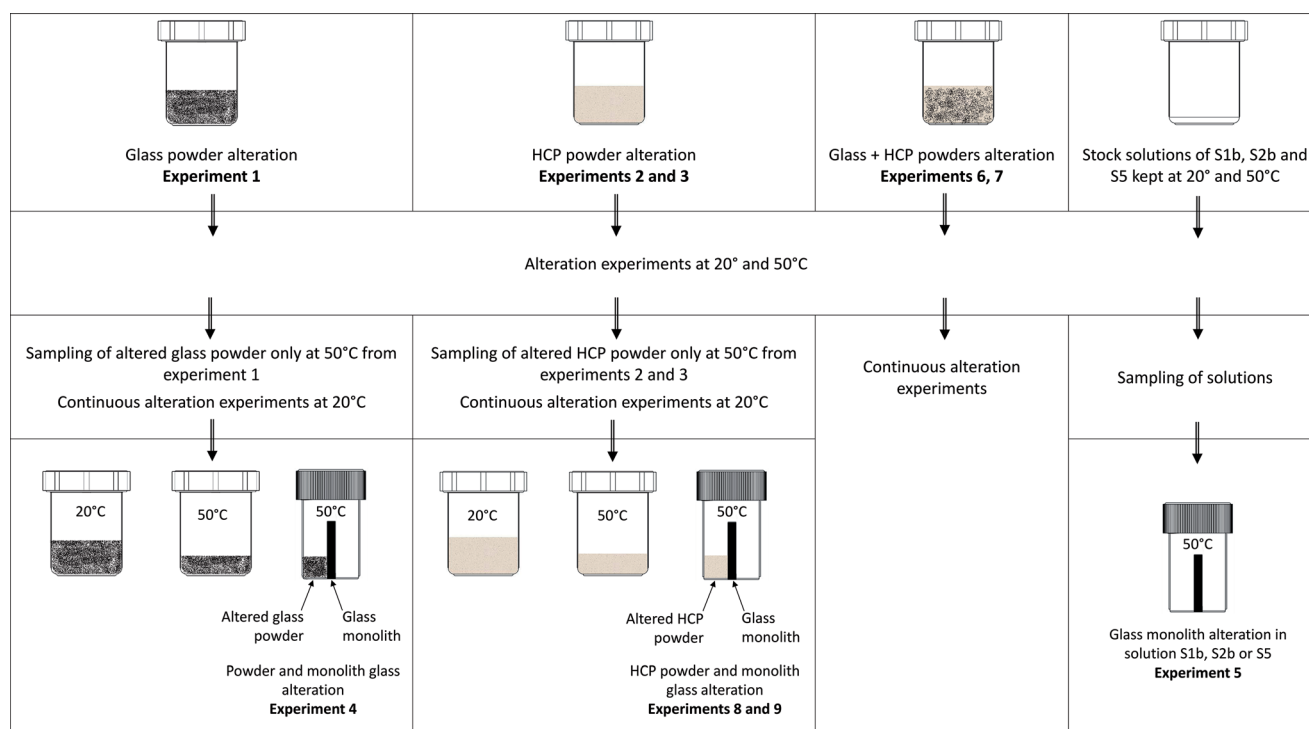 Glass powder alteration
Experiment 1
HCP powder alteration
Experiments 2 and 3
Glass + HCP powders alteration
Experiments 6, 7
Stock solutions of S1b, S2b and
S5 kept at 20° and 50°C
Alteration experiments at 20° and 50°C
Sampling of altered glass powder only at 50°C from
experiment 1
Continuous alteration experiments at 20°C
Sampling of altered HCP powder only at 50°C from
experiments 2 and 3
Continuous alteration experiments at 20°C
Continuous alteration
experiments
Sampling of solutions
20°C
50°C
50°C
Altered glass
powder
Glass
monolith
Powder and monolith glass
alteration
Experiment 4
20°C
50°C
50°C
Altered HCP
powder
Glass
monolith
HCP powder and monolith
glass alteration
Experiments 8 and 9
50°C
Glass monolith alteration in
solution S1b, S2b or S5
Experiment 5